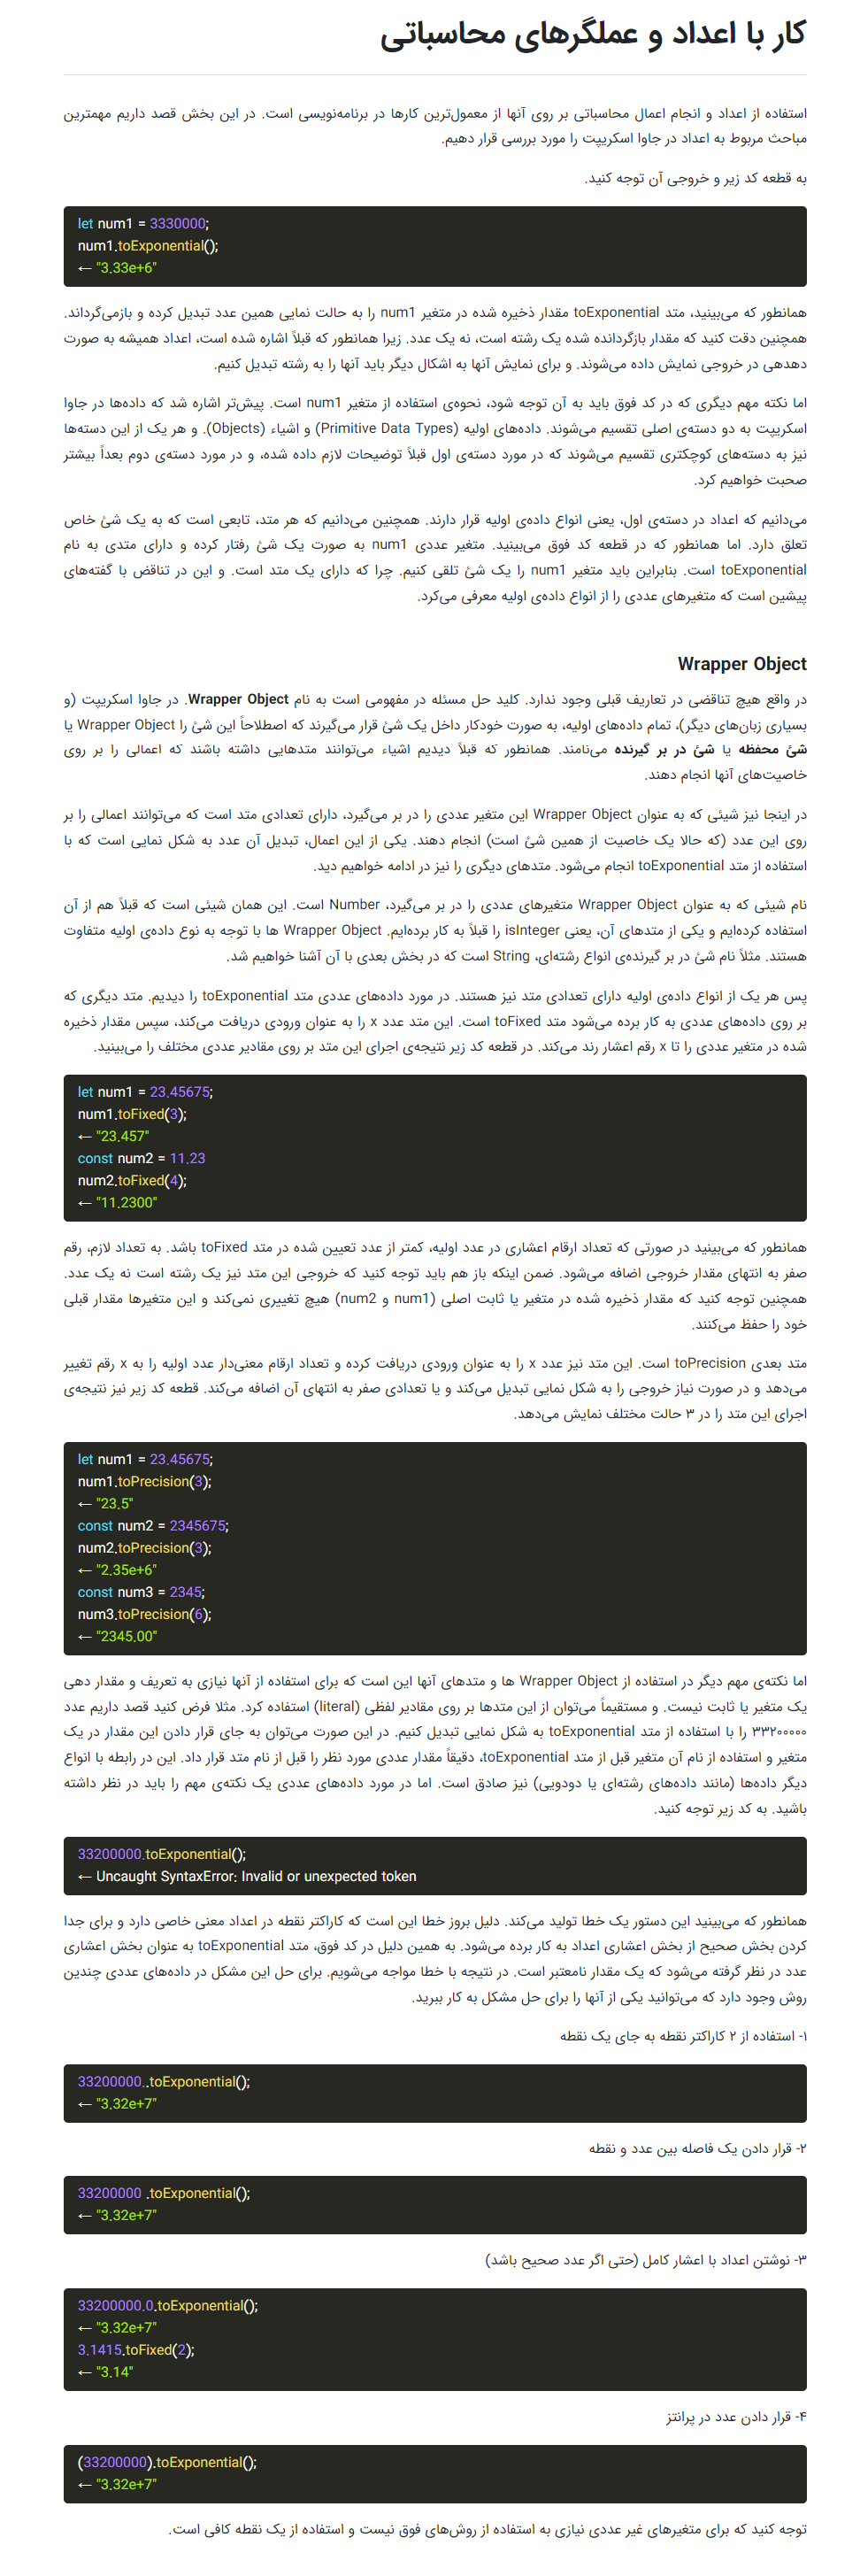 کار با اعداد و عملگرهای محاسباتی
استفاده از اعداد و انجام اعمال محاسباتی بر روی آنها از معمول‌ترین کارها در برنامه‌نویسی است. در این بخش قصد داریم مهمترین
مباحث مربوط به اعداد در جاوا اسکریپت را مورد بررسی قرار دهیم.
به قطعه کد زیر و خروجی آن توجه کنید.
let num1 = 3330000;
num1.toExponential();
← "3.33e+6"
همانطور که می‌بینید، متد toExponential مقدار ذخیره شده در متغیر num1 را به حالت نمایی همین عدد تبدیل کرده و بازمی‌گرداند.
همچنین دقت کنید که مقدار بازگردانده شده یک رشته است، نه یک عدد. زیرا همانطور که قبلاً اشاره شده است، اعداد همیشه به صورت
دهدهی در خروجی نمایش داده می‌شوند. و برای نمایش آنها به اشکال دیگر باید آنها را به رشته تبدیل کنیم.
اما نکته مهم دیگری که در کد فوق باید به آن توجه شود، نحوه‌ی استفاده از متغیر num1 است. پیش‌تر اشاره شد که داده‌ها در جاوا
اسکریپت به دو دسته‌ی اصلی تقسیم می‌شوند. داده‌های اولیه (Primitive Data Types) و اشیاء (Objects). و هر یک از این دسته‌ها
نیز به دسته‌های کوچکتری تقسیم می‌شوند که در مورد دسته‌ی اول قبلاً توضیحات لازم داده شده، و در مورد دسته‌ی دوم بعداً بیشتر
صحبت خواهیم کرد.
می‌دانیم که اعداد در دسته‌ی اول، یعنی انواع داده‌ی اولیه قرار دارند. همچنین می‌دانیم که هر متد، تابعی است که به یک شئ خاص
تعلق دارد. اما همانطور که در قطعه کد فوق می‌بینید. متغیر عددی num1 به صورت یک شئ رفتار کرده و دارای متدی به نام
toExponential است. بنابراین باید متغیر num1 را یک شئ تلقی کنیم. چرا که دارای یک متد است. و این در تناقض با گفته‌های
پیشین است که متغیرهای عددی را از انواع داده‌ی اولیه معرفی می‌کرد.
Wrapper Object
در واقع هیچ تناقضی در تعاریف قبلی وجود ندارد. کلید حل مسئله در مفهومی است به نام Wrapper Object. در جاوا اسکریپت (و
بسیاری زبان‌های دیگر)، تمام داده‌های اولیه، به صورت خودکار داخل یک شئ قرار می‌گیرند که اصطلاحاً این شئ را Wrapper Object یا
شئ محفظه یا شئ در بر گیرنده می‌نامند. همانطور که قبلاً دیدیم اشیاء می‌توانند متدهایی داشته باشند که اعمالی را بر روی
خاصیت‌های آنها انجام دهند.
در اینجا نیز شیئی که به عنوان Wrapper Object این متغیر عددی را در بر می‌گیرد، دارای تعدادی متد است که می‌توانند اعمالی را بر
روی این عدد (که حالا یک خاصیت از همین شئ است) انجام دهند. یکی از این اعمال، تبدیل آن عدد به شکل نمایی است که با
استفاده از متد toExponential انجام می‌شود. متدهای دیگری را نیز در ادامه خواهیم دید.
نام شیئی که به عنوان Wrapper Object متغیرهای عددی را در بر می‌گیرد، Number است. این همان شیئی است که قبلاً هم از آن
استفاده کرده‌ایم و یکی از متدهای آن، یعنی isInteger را قبلاً به کار برده‌ایم. Wrapper Object ها با توجه به نوع داده‌ی اولیه متفاوت
هستند. مثلاً نام شئ در بر گیرنده‌ی انواع رشته‌ای، String است که در بخش بعدی با آن آشنا خواهیم شد.
پس هر یک از انواع داده‌ی اولیه دارای تعدادی متد نیز هستند. در مورد داده‌های عددی متد toExponential را دیدیم. متد دیگری که
بر روی داده‌های عددی به کار برده می‌شود متد toFixed است. این متد عدد x را به عنوان ورودی دریافت می‌کند، سپس مقدار ذخیره
شده در متغیر عددی را تا x رقم اعشار رند می‌کند. در قطعه کد زیر نتیجه‌ی اجرای این متد بر روی مقادیر عددی مختلف را می‌بینید.
let num1 = 23.45675;
num1.toFixed(3);
← "23.457"
const num2 = 11.23
num2.toFixed(4);
← "11.2300"
همانطور که می‌بینید در صورتی که تعداد ارقام اعشاری در عدد اولیه، کمتر از عدد تعیین شده در متد toFixed باشد. به تعداد لازم، رقم
صفر به انتهای مقدار خروجی اضافه می‌شود. ضمن اینکه باز هم باید توجه کنید که خروجی این متد نیز یک رشته است نه یک عدد.
همچنین توجه کنید که مقدار ذخیره شده در متغیر یا ثابت اصلی (num1 و num2) هیچ تغییری نمی‌کند و این متغیرها مقدار قبلی
خود را حفظ می‌کنند.
متد بعدی toPrecision است. این متد نیز عدد x را به عنوان ورودی دریافت کرده و تعداد ارقام معنی‌دار عدد اولیه را به x رقم تغییر
می‌دهد و در صورت نیاز خروجی را به شکل نمایی تبدیل می‌کند و یا تعدادی صفر به انتهای آن اضافه می‌کند. قطعه کد زیر نیز نتیجه‌ی
اجرای این متد را در ۳ حالت مختلف نمایش می‌دهد.
let num1 = 23.45675;
num1.toPrecision(3);
← "23.5"
const num2 = 2345675;
num2.toPrecision(3);
← "2.35e+6"
const num3 = 2345;
num3.toPrecision(6);
← "2345.00"
اما نکته‌ی مهم دیگر در استفاده از Wrapper Object ها و متدهای آنها این است که برای استفاده از آنها نیازی به تعریف و مقدار دهی
یک متغیر یا ثابت نیست. و مستقیماً می‌توان از این متدها بر روی مقادیر لفظی (literal) استفاده کرد. مثلا فرض کنید قصد داریم عدد
۳۳۲۰۰۰۰۰ را با استفاده از متد toExponential به شکل نمایی تبدیل کنیم. در این صورت می‌توان به جای قرار دادن این مقدار در یک
متغیر و استفاده از نام آن متغیر قبل از متد toExponential، دقیقاً مقدار عددی مورد نظر را قبل از نام متد قرار داد. این در رابطه با انواع
دیگر داده‌ها (مانند داده‌های رشته‌ای یا دودویی) نیز صادق است. اما در مورد داده‌های عددی یک نکته‌ی مهم را باید در نظر داشته
باشید. به کد زیر توجه کنید.
33200000.toExponential();
← Uncaught SyntaxError: Invalid or unexpected token
همانطور که می‌بینید این دستور یک خطا تولید می‌کند. دلیل بروز خطا این است که کاراکتر نقطه در اعداد معنی خاصی دارد و برای جدا
کردن بخش صحیح از بخش اعشاری اعداد به کار برده می‌شود. به همین دلیل در کد فوق، متد toExponential به عنوان بخش اعشاری
عدد در نظر گرفته می‌شود که یک مقدار نامعتبر است. در نتیجه با خطا مواجه می‌شویم. برای حل این مشکل در داده‌های عددی چندین
روش وجود دارد که می‌توانید یکی از آنها را برای حل مشکل به کار ببرید.
۱- استفاده از ۲ کاراکتر نقطه به جای یک نقطه
33200000..toExponential();
← "3.32e+7"
۲- قرار دادن یک فاصله بین عدد و نقطه
33200000 .toExponential();
← "3.32e+7"
۳- نوشتن اعداد با اعشار کامل (حتی اگر عدد صحیح باشد)
33200000.0.toExponential();
← "3.32e+7"
3.1415.toFixed(2);
← "3.14"
۴- قرار دادن عدد در پرانتز
(33200000).toExponential();
← "3.32e+7"
توجه کنید که برای متغیرهای غیر عددی نیازی به استفاده از روش‌های فوق نیست و استفاده از یک نقطه کافی است.